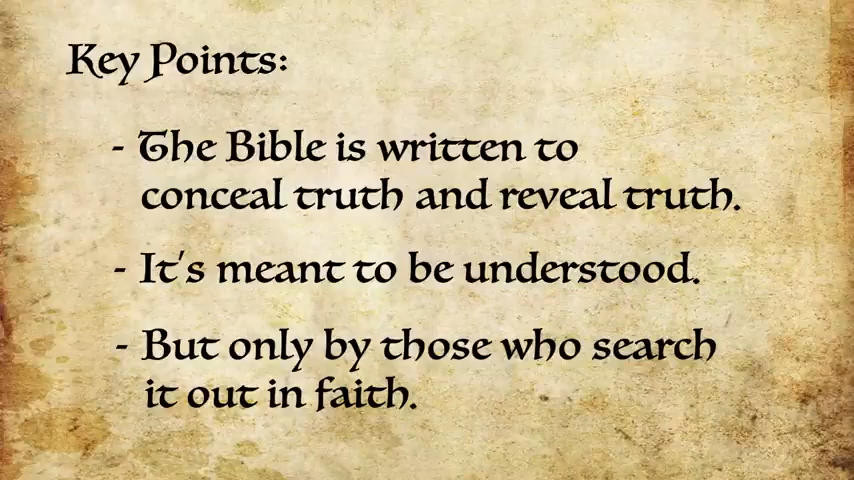 Key Points:
- The Bible is written to
conceal truth and reveal truth.
- It's meant to be understood.
- But only by those who search
it out in faith.